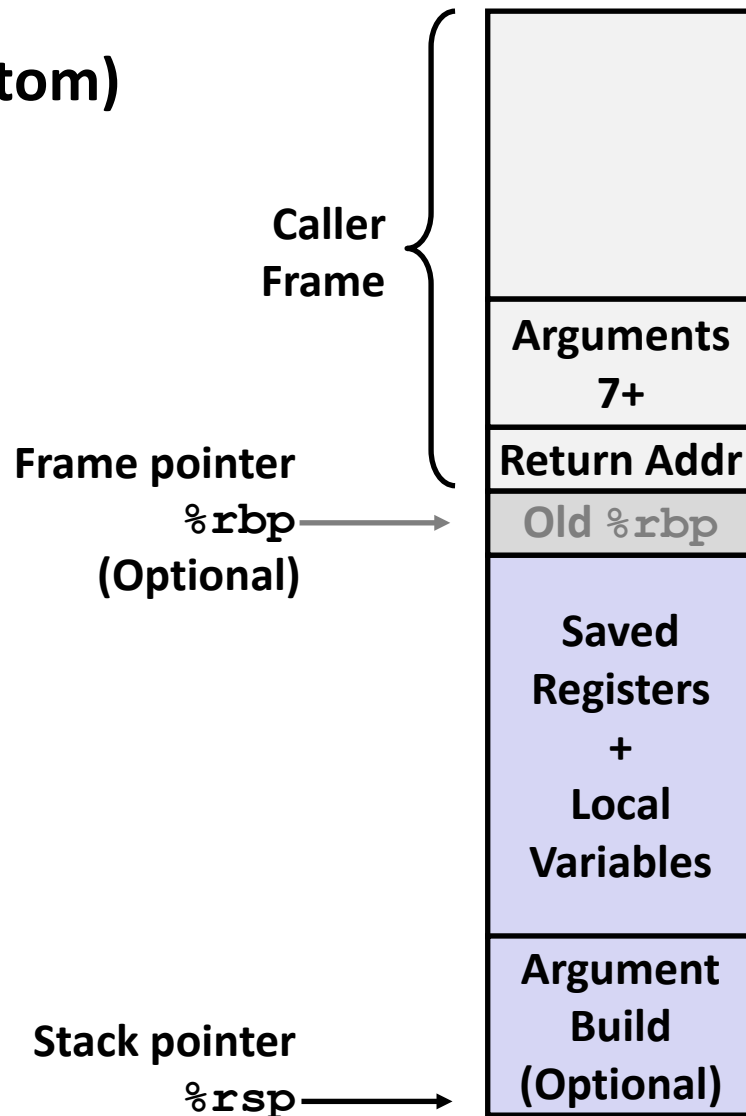 tom)
Caller
Frame
Arguments
7+
Frame pointer
%rbp
(Optional)
Return Addr
Old %rbp
Saved
Registers
+
Local
Variables
Argument
Build
(Optional)
Stack pointer
%rsp